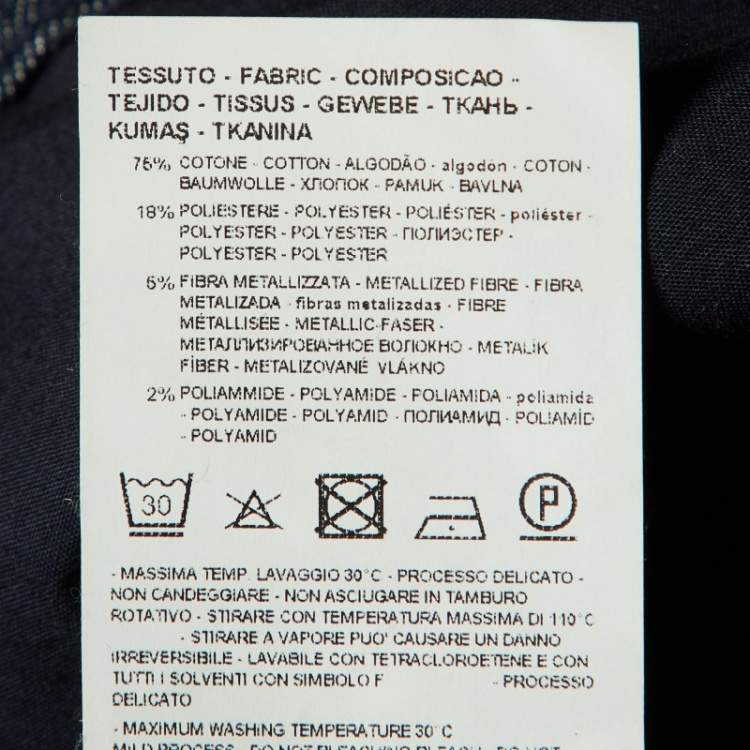 TESSUTO - FABRIC - COMPOSICAO -
TEJIDO - TISSUS - GEWEBE - ТКАНЬ -
KUMAŞ - TKANINA
75% COTONE - COTTON - ALGODÃO - algodón - COTON -
BAUMWOLLE - ХЛОПОК - PAMUK - BAVLNA
18% POLIESTERE - POLYESTER - POLIÉSTER - poliéster -
POLYESTER - POLYESTER - ПОЛИЭСТЕР -
POLYESTER - POLYESTER
5% FIBRA METALLIZZATA - METALLIZED FIBRE - FIBRA
METALIZADA - fibras metalizadas - FIBRE
MÉTALLISÉE - METALLIC-FASER -
МЕТАЛЛИЗИРОВАННОЕ ВОЛОКНО - METALIK
FİBER - METALIZOVANÉ VLÁKNO
2% POLIAMMIDE - POLYAMIDE - POLIAMIDA - poliamida
- POLYAMIDE - POLYAMID - ПОЛИАМИД - POLIAMİD
- POLYAMID
30
P
- MASSIMA TEMP. LAVAGGIO 30°C - PROCESSO DELICATO -
NON CANDEGGIARE - NON ASCIUGARE IN TAMBURO
ROTATIVO - STIRARE CON TEMPERATURA MASSIMA DI 110°C
- STIRARE A VAPORE PUO' CAUSARE UN DANNO
IRREVERSIBILE - LAVABILE CON TETRACLOROETENE E CON
TUTTI I SOLVENTI CON SIMBOLO F - PROCESSO
DELICATO
- MAXIMUM WASHING TEMPERATURE 30°C
MILD PROCESS - DO NOT